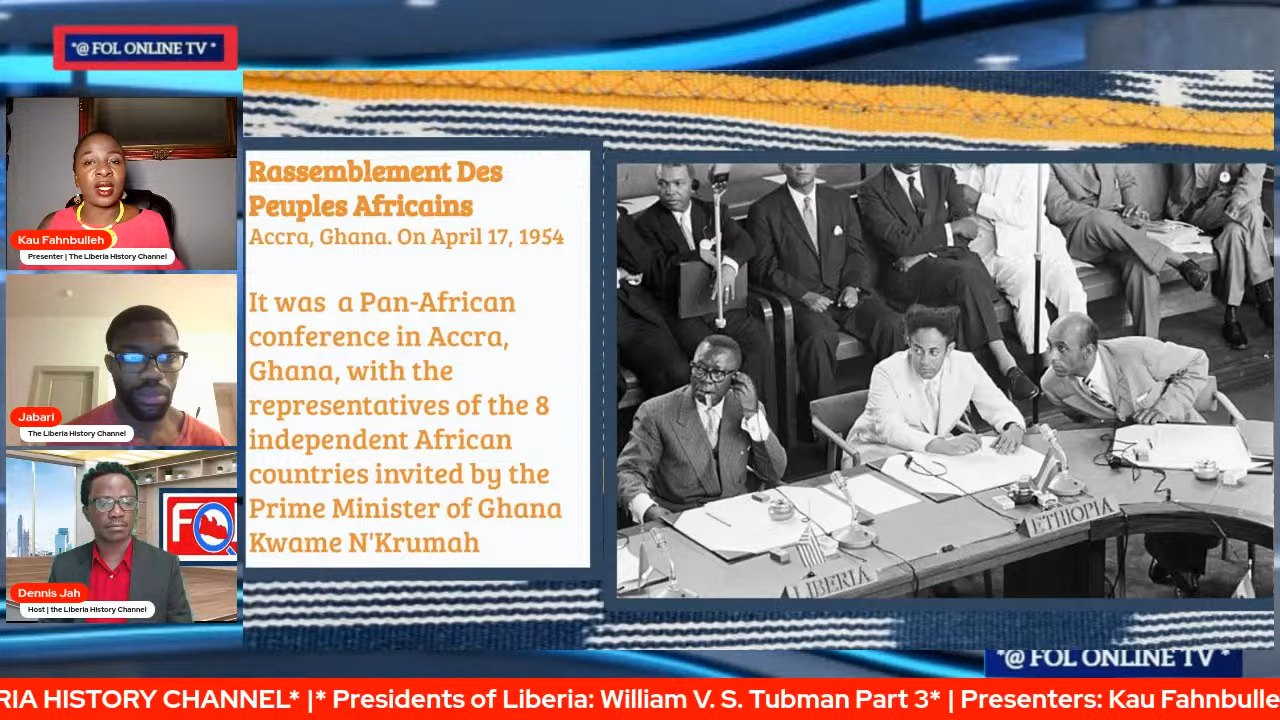 *@ FOL ONLINE TV *
Rassemblement Des
Peuples Africains
Accra, Ghana. On April 17, 1954
It was a Pan-African
conference in Accra,
Ghana, with the
representatives of the 8
independent African
countries invited by the
Prime Minister of Ghana
Kwame N'Krumah
Kau Fahnbulleh
Presenter | The Liberia History Channel
Jabari
The Liberia History Channel
Dennis Jah
Host | the Liberia History Channel
LIBERIA
ETHIOPIA
*@ FOL ONLINE TV *
RIA HISTORY CHANNEL* |* Presidents of Liberia: William V. S. Tubman Part 3* | Presenters: Kau Fahnbulle